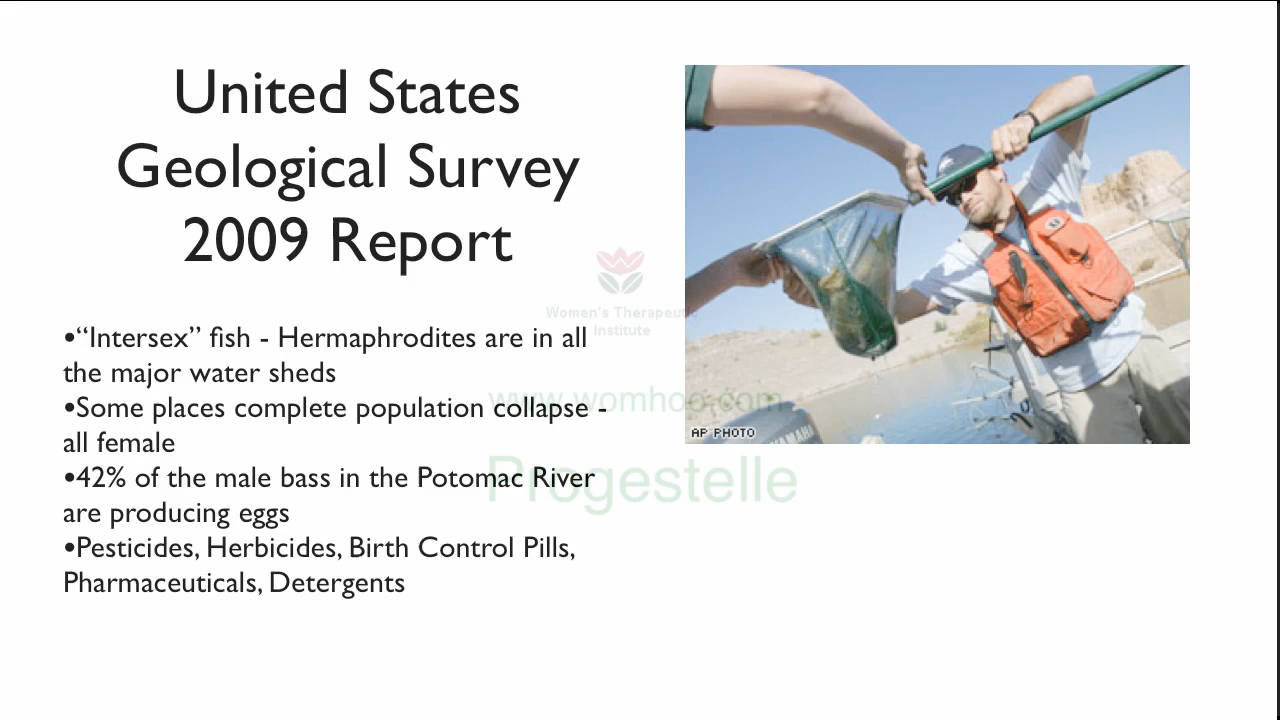 United States
Geological Survey
2009 Report
•“Intersex” fish - Hermaphrodites are in all
the major water sheds
•Some places complete population collapse -
all female
•42% of the male bass in the Potomac River
are producing eggs
•Pesticides, Herbicides, Birth Control Pills,
Pharmaceuticals, Detergents
Women's Therapeutic
Institute
www.womhoo.com
Progestelle
AP PHOTO
YAMAHA